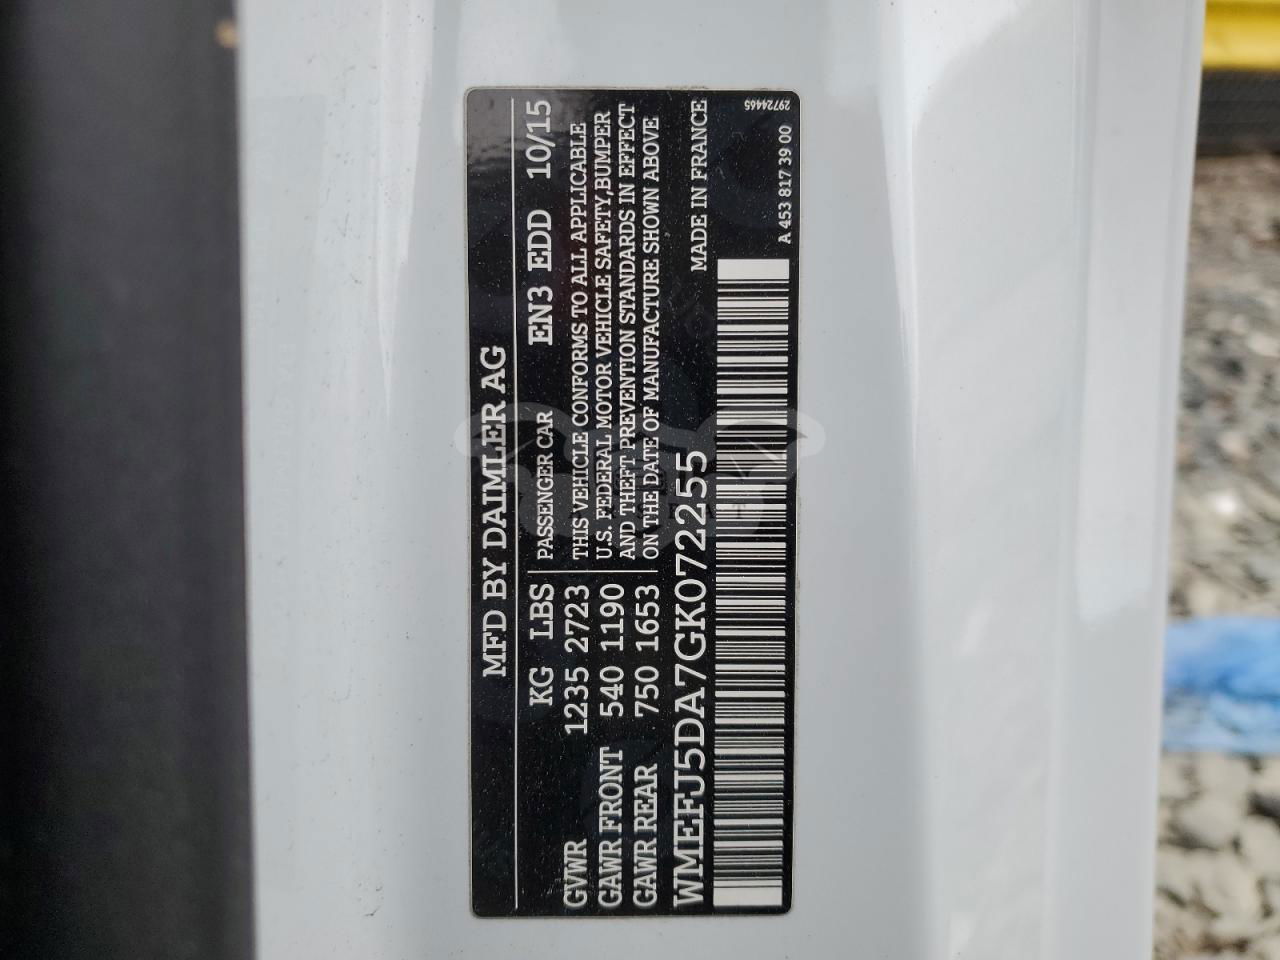 MFD BY DAIMLER AG
KG LBS PASSENGER CAR EN3 EDD 10/15
GVWR 1235 2723 THIS VEHICLE CONFORMS TO ALL APPLICABLE
U.S. FEDERAL MOTOR VEHICLE SAFETY,BUMPER
GAWR FRONT 540 1190 AND THEFT PREVENTION STANDARDS IN EFFECT
GAWR REAR 750 1653 ON THE DATE OF MANUFACTURE SHOWN ABOVE
WMEFJ5DA7GK072255 MADE IN FRANCE
A 453 817 39 00
29724465